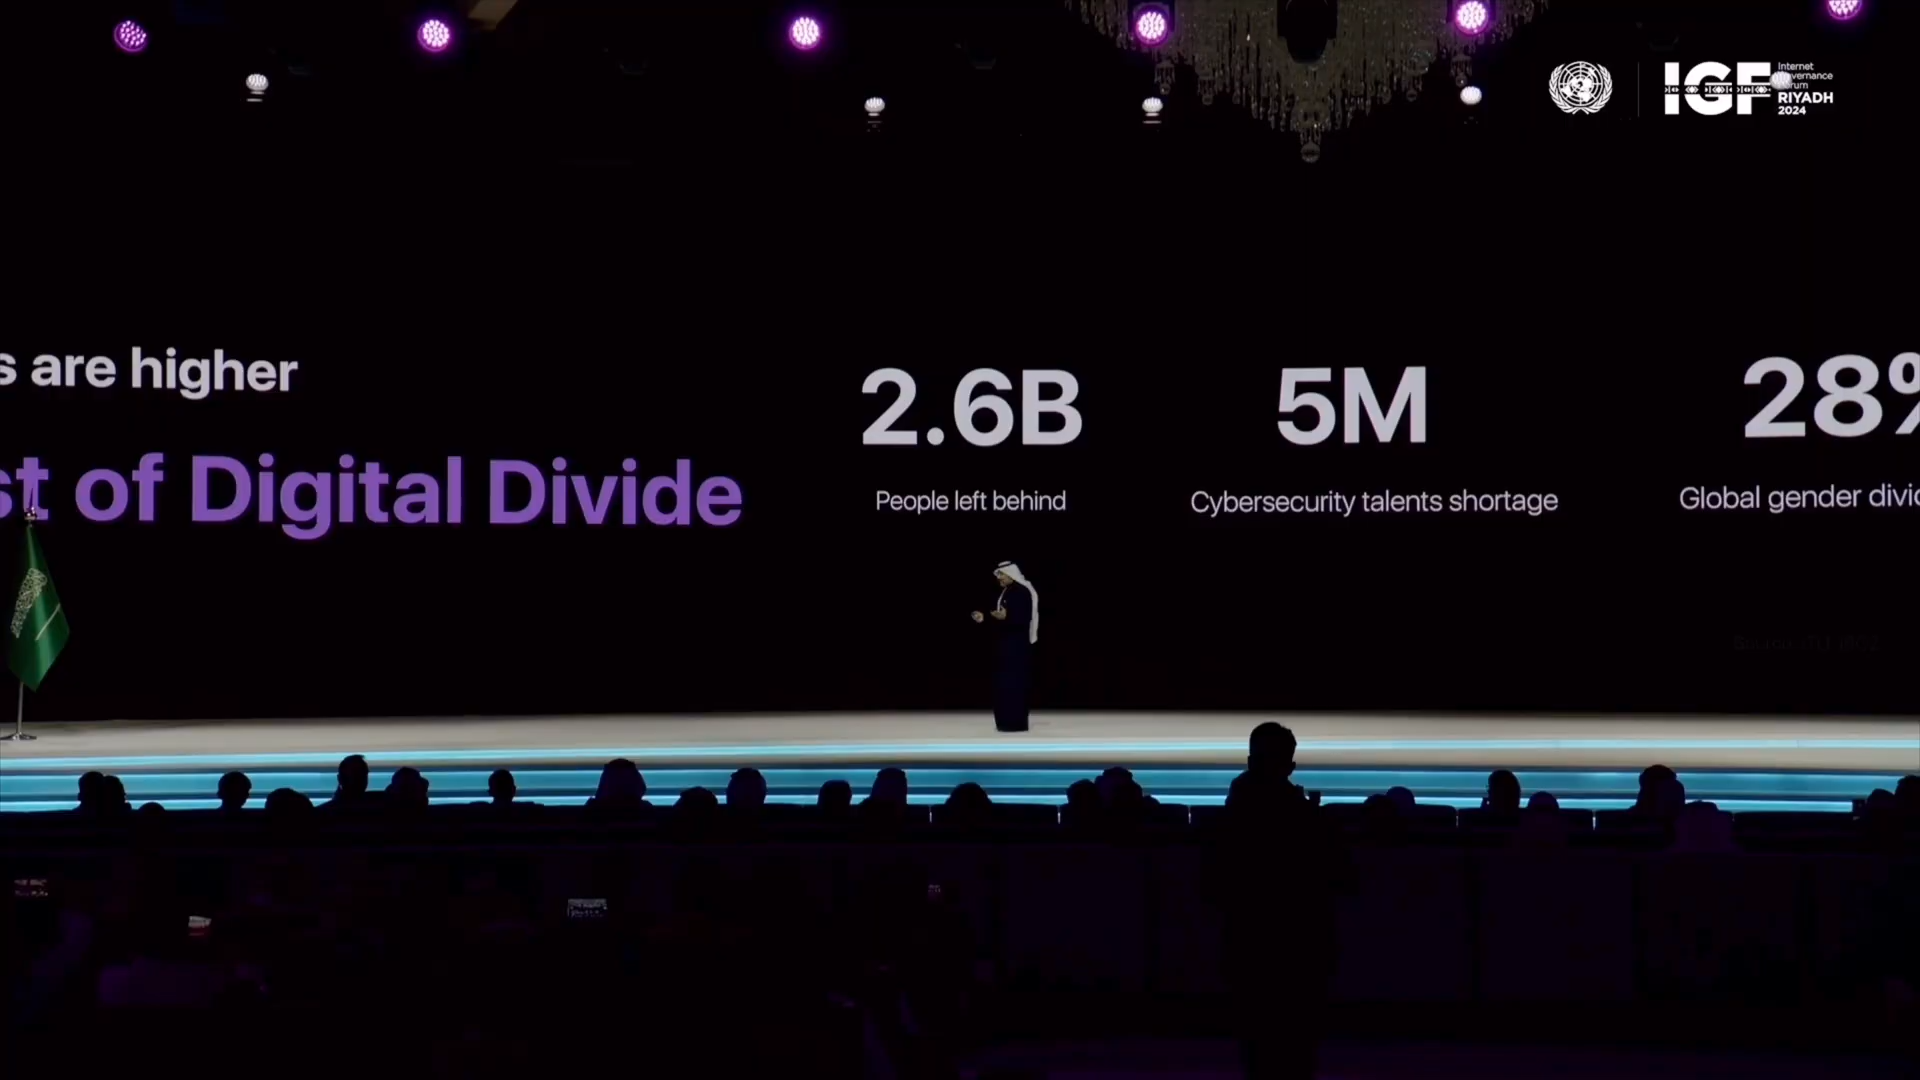 IGF
Internet
Governance
Forum
RIYADH
2024
s are higher
st of Digital Divide
2.6B
People left behind
5M
Cybersecurity talents shortage
28%
Global gender divid